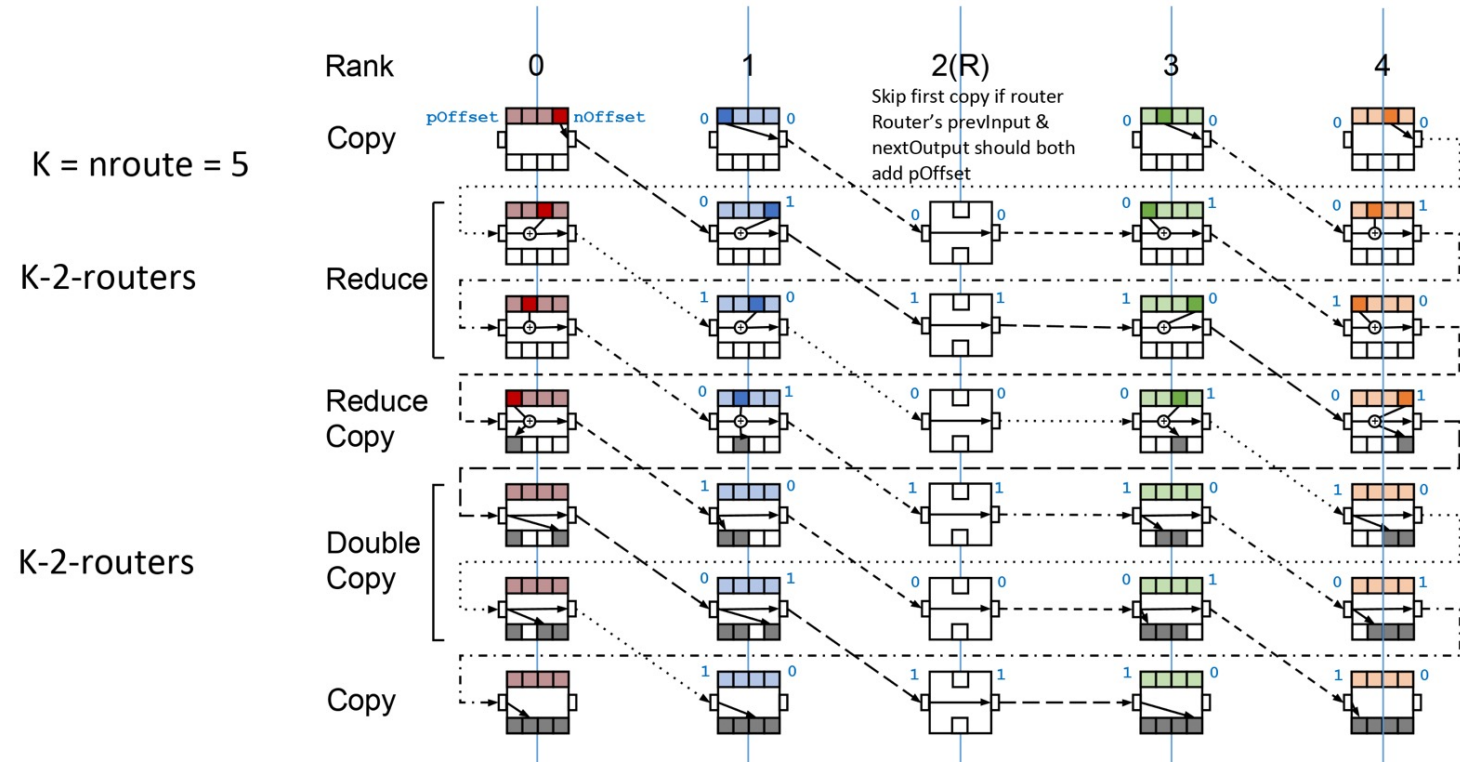 Rank 0 1 2(R) 3 4
Skip first copy if router
Router's prevInput &
nextOutput should both
add pOffset
pOffset nOffset 0 0 0 0 0 0
Copy
K = nroute = 5
0 1 0 0 0 1 0 1
K-2-routers
Reduce
1 0 1 1 1 0 1 0
Reduce
Copy
0 1 0 0 0 1 0 1
1 0 1 1 1 0 1 0
Double
Copy
K-2-routers
0 1 0 0 0 1 0 1
1 0 1 1 1 0 1 0
Copy